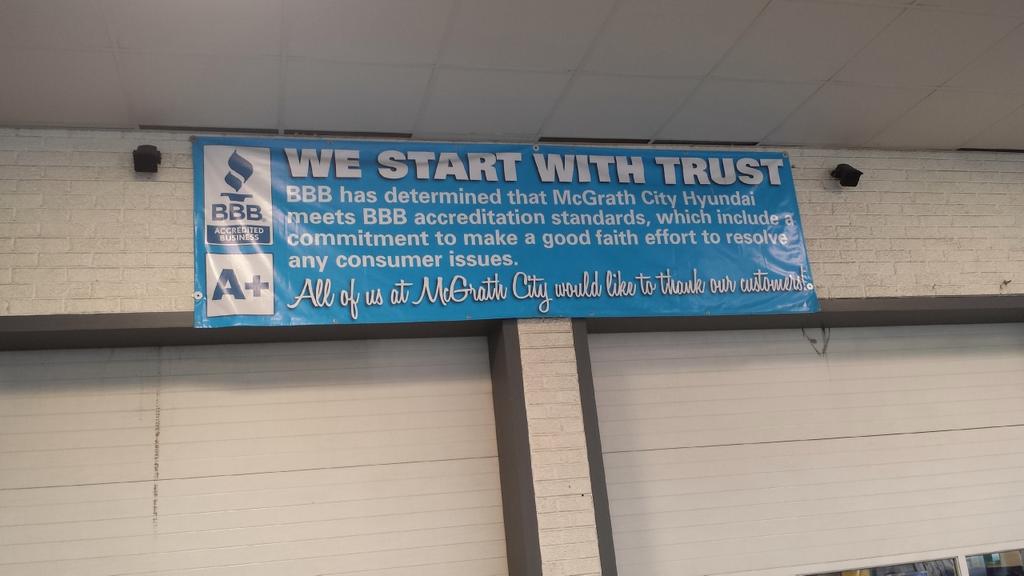 WE START WITH TRUST
BBB has determined that McGrath City Hyundai
meets BBB accreditation standards, which include a
commitment to make a good faith effort to resolve
any consumer issues.
All of us at McGrath City would like to thank our customers!
BBB
ACCREDITED
BUSINESS
A+